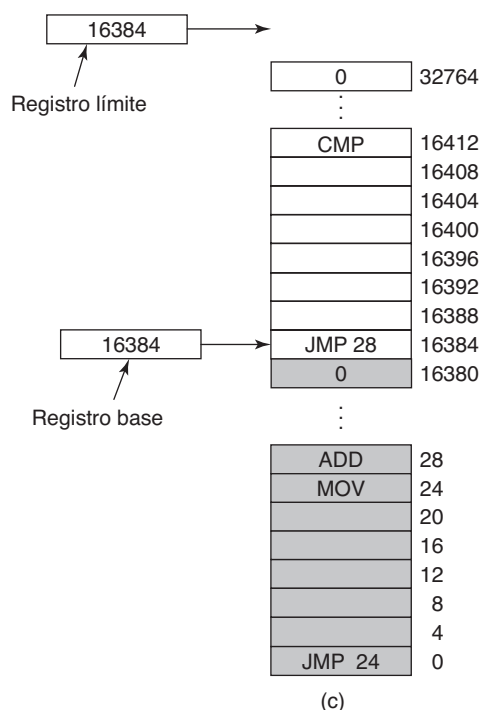 16384
Registro límite
0 32764
CMP 16412
16408
16404
16400
16396
16392
16388
16384 JMP 28 16384
0 16380
Registro base
ADD 28
MOV 24
20
16
12
8
4
JMP 24 0
(c)